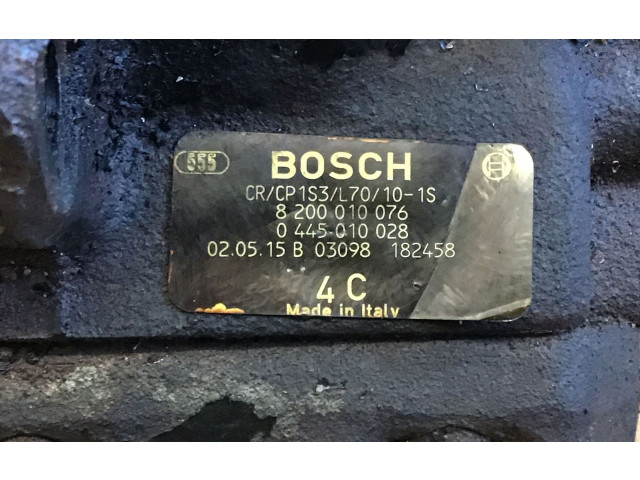 555 BOSCH
CR/CP1S3/L70/10-1S
8 200 010 076
0 445 010 028
02.05.15 B 03098 182458
4 C
Made in Italy